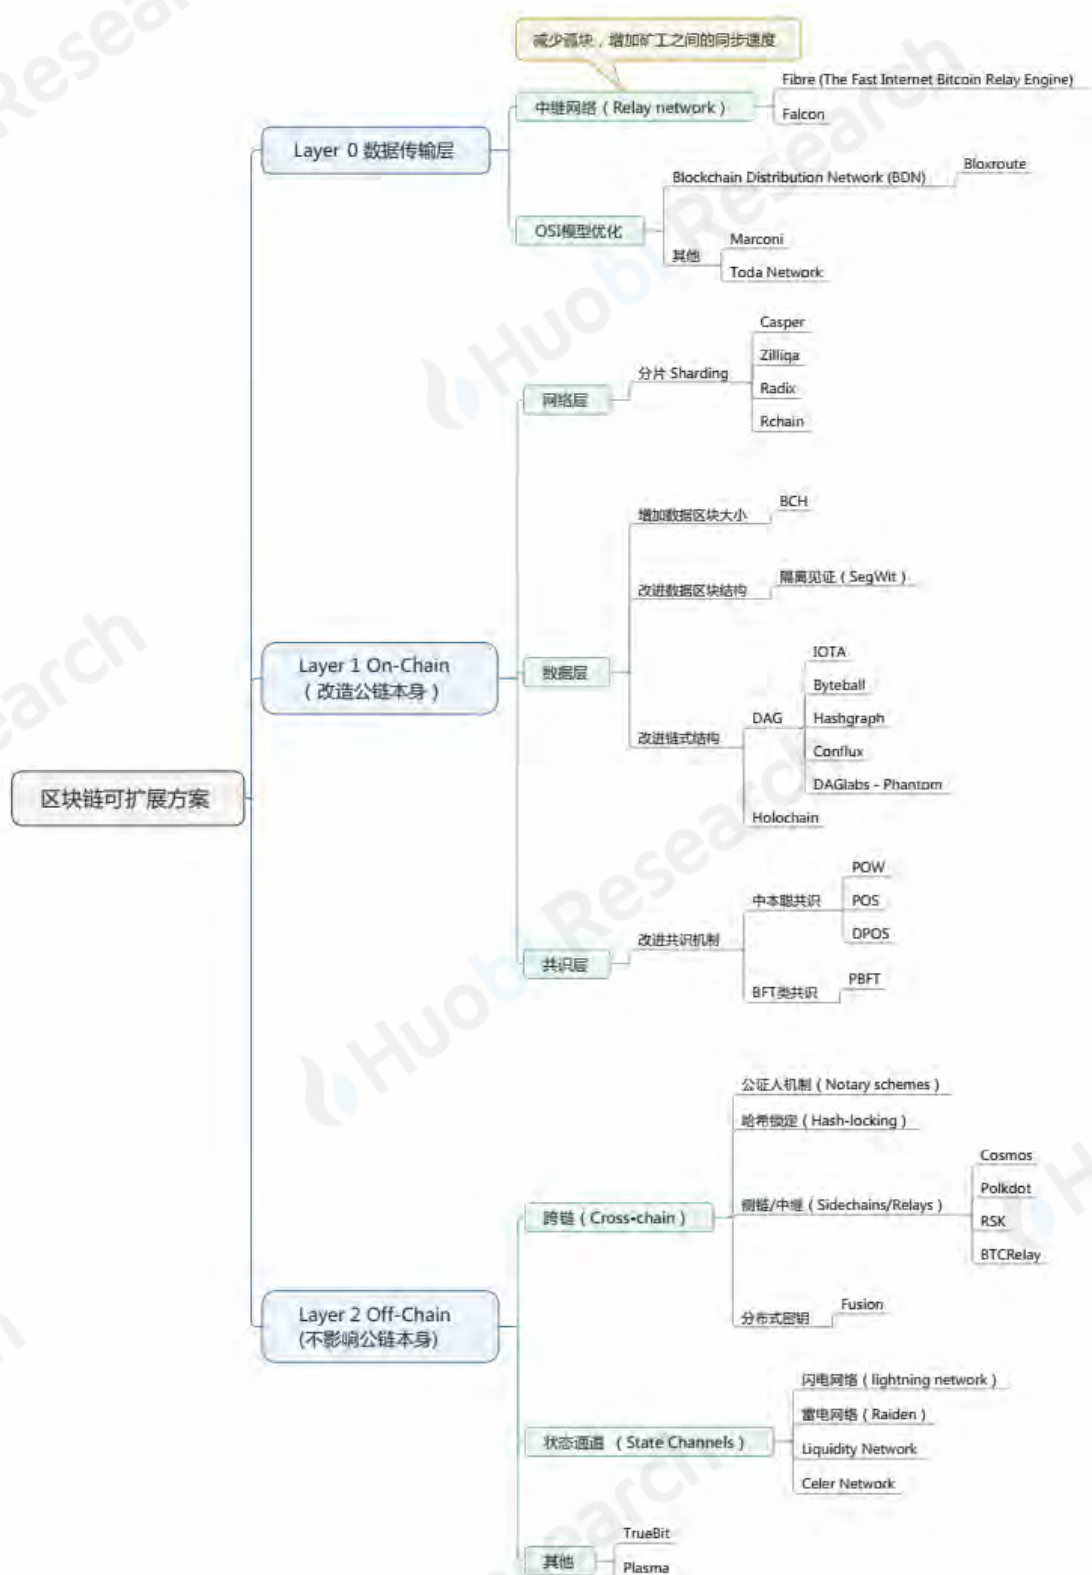 减少孤块，增加矿工之间的同步速度
中继网络（Relay network）
Fibre (The Fast Internet Bitcoin Relay Engine)
Falcon
Layer 0 数据传输层
OSI模型优化
Blockchain Distribution Network (BDN)
Bloxroute
其他
Marconi
Toda Network
网络层
分片 Sharding
Casper
Zilliqa
Radix
Rchain
增加数据区块大小
BCH
改进数据区块结构
隔离见证（SegWit）
Layer 1 On-Chain
（改造公链本身）
数据层
改进链式结构
DAG
IOTA
Byteball
Hashgraph
Conflux
DAGlabs - Phantom
Holochain
区块链可扩展方案
共识层
改进共识机制
中本聪共识
POW
POS
DPOS
BFT类共识
PBFT
公证人机制（Notary schemes）
哈希锁定（Hash-locking）
跨链（Cross-chain）
侧链/中继（Sidechains/Relays）
Cosmos
Polkdot
RSK
BTCRelay
分布式密钥
Fusion
Layer 2 Off-Chain
(不影响公链本身)
状态通道 （State Channels）
闪电网络（lightning network）
雷电网络（Raiden）
Liquidity Network
Celer Network
其他
TrueBit
Plasma
Huobi Research
Huobi Research